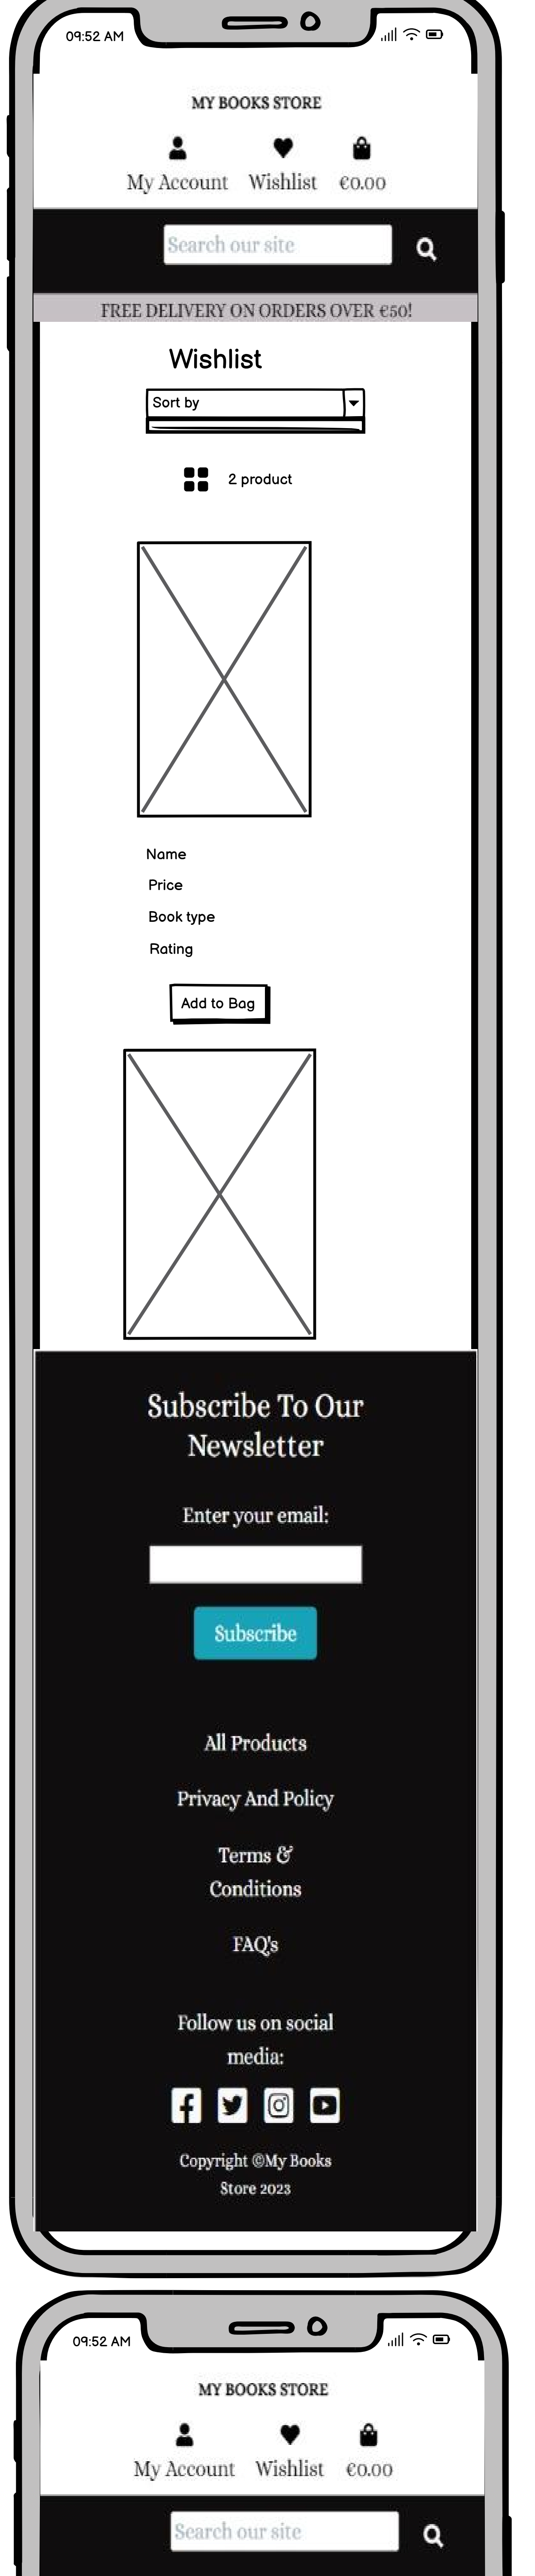 09:52 AM
MY BOOKS STORE
My Account Wishlist €0.00
Search our site
FREE DELIVERY ON ORDERS OVER €50!
Wishlist
Sort by
2 product
Name
Price
Book type
Rating
Add to Bag
Subscribe To Our
Newsletter
Enter your email:
Subscribe
All Products
Privacy And Policy
Terms &
Conditions
FAQ's
Follow us on social
media:
Copyright ©My Books
Store 2023
09:52 AM
MY BOOKS STORE
My Account Wishlist €0.00
Search our site